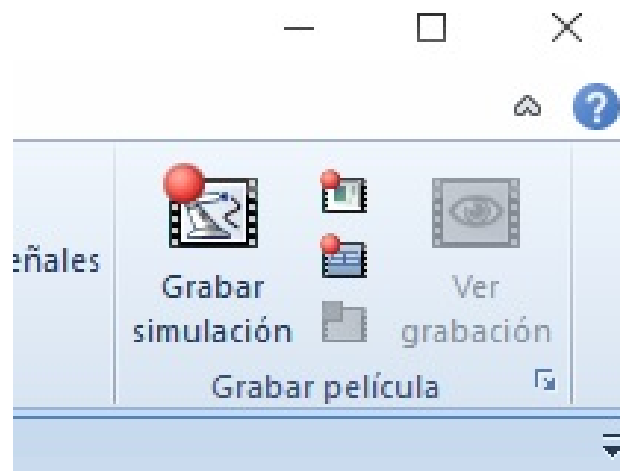 eñales
Grabar
simulación
Ver
grabación
Grabar película